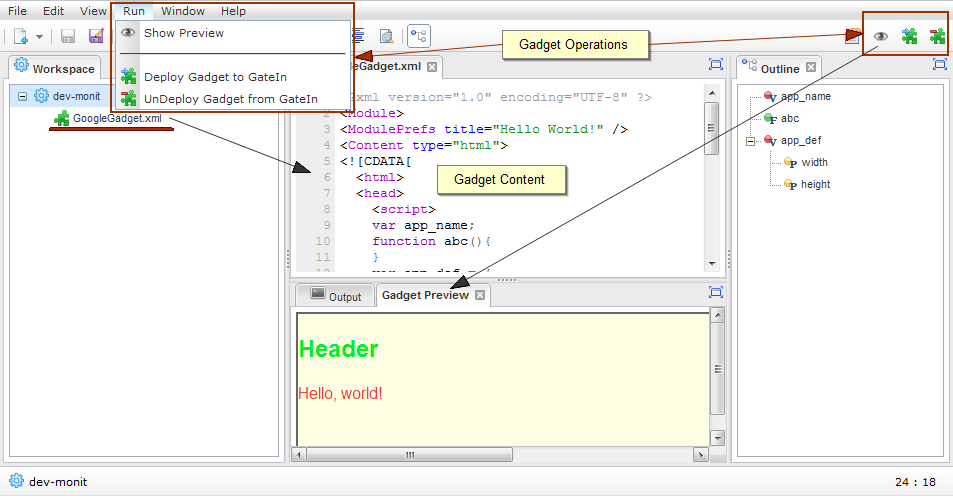 File Edit View Run Window Help
Show Preview
Deploy Gadget to GateIn
UnDeploy Gadget from GateIn
Gadget Operations
Workspace
dev-monit
GoogleGadget.xml
eGadget.xml
?xml version="1.0" encoding="UTF-8" ?>
2 <Module>
3 <ModulePrefs title="Hello World!" />
4 <Content type="html">
5 <![CDATA[
6 <html>
7 <head>
8 <script>
9 var app_name;
10 function abc(){
11 }
Gadget Content
Outline
app_name
abc
app_def
width
height
Output
Gadget Preview
Header
Hello, world!
dev-monit
24 : 18